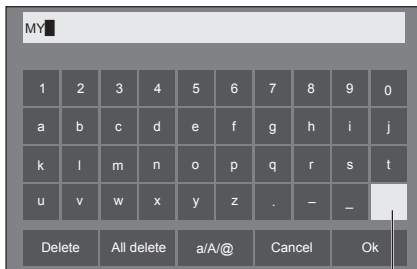 MY
1 2 3 4 5 6 7 8 9 0
a b c d e f g h i j
k l m n o p q r s t
u v w x y z . – _
Delete All delete a/A/@ Cancel Ok